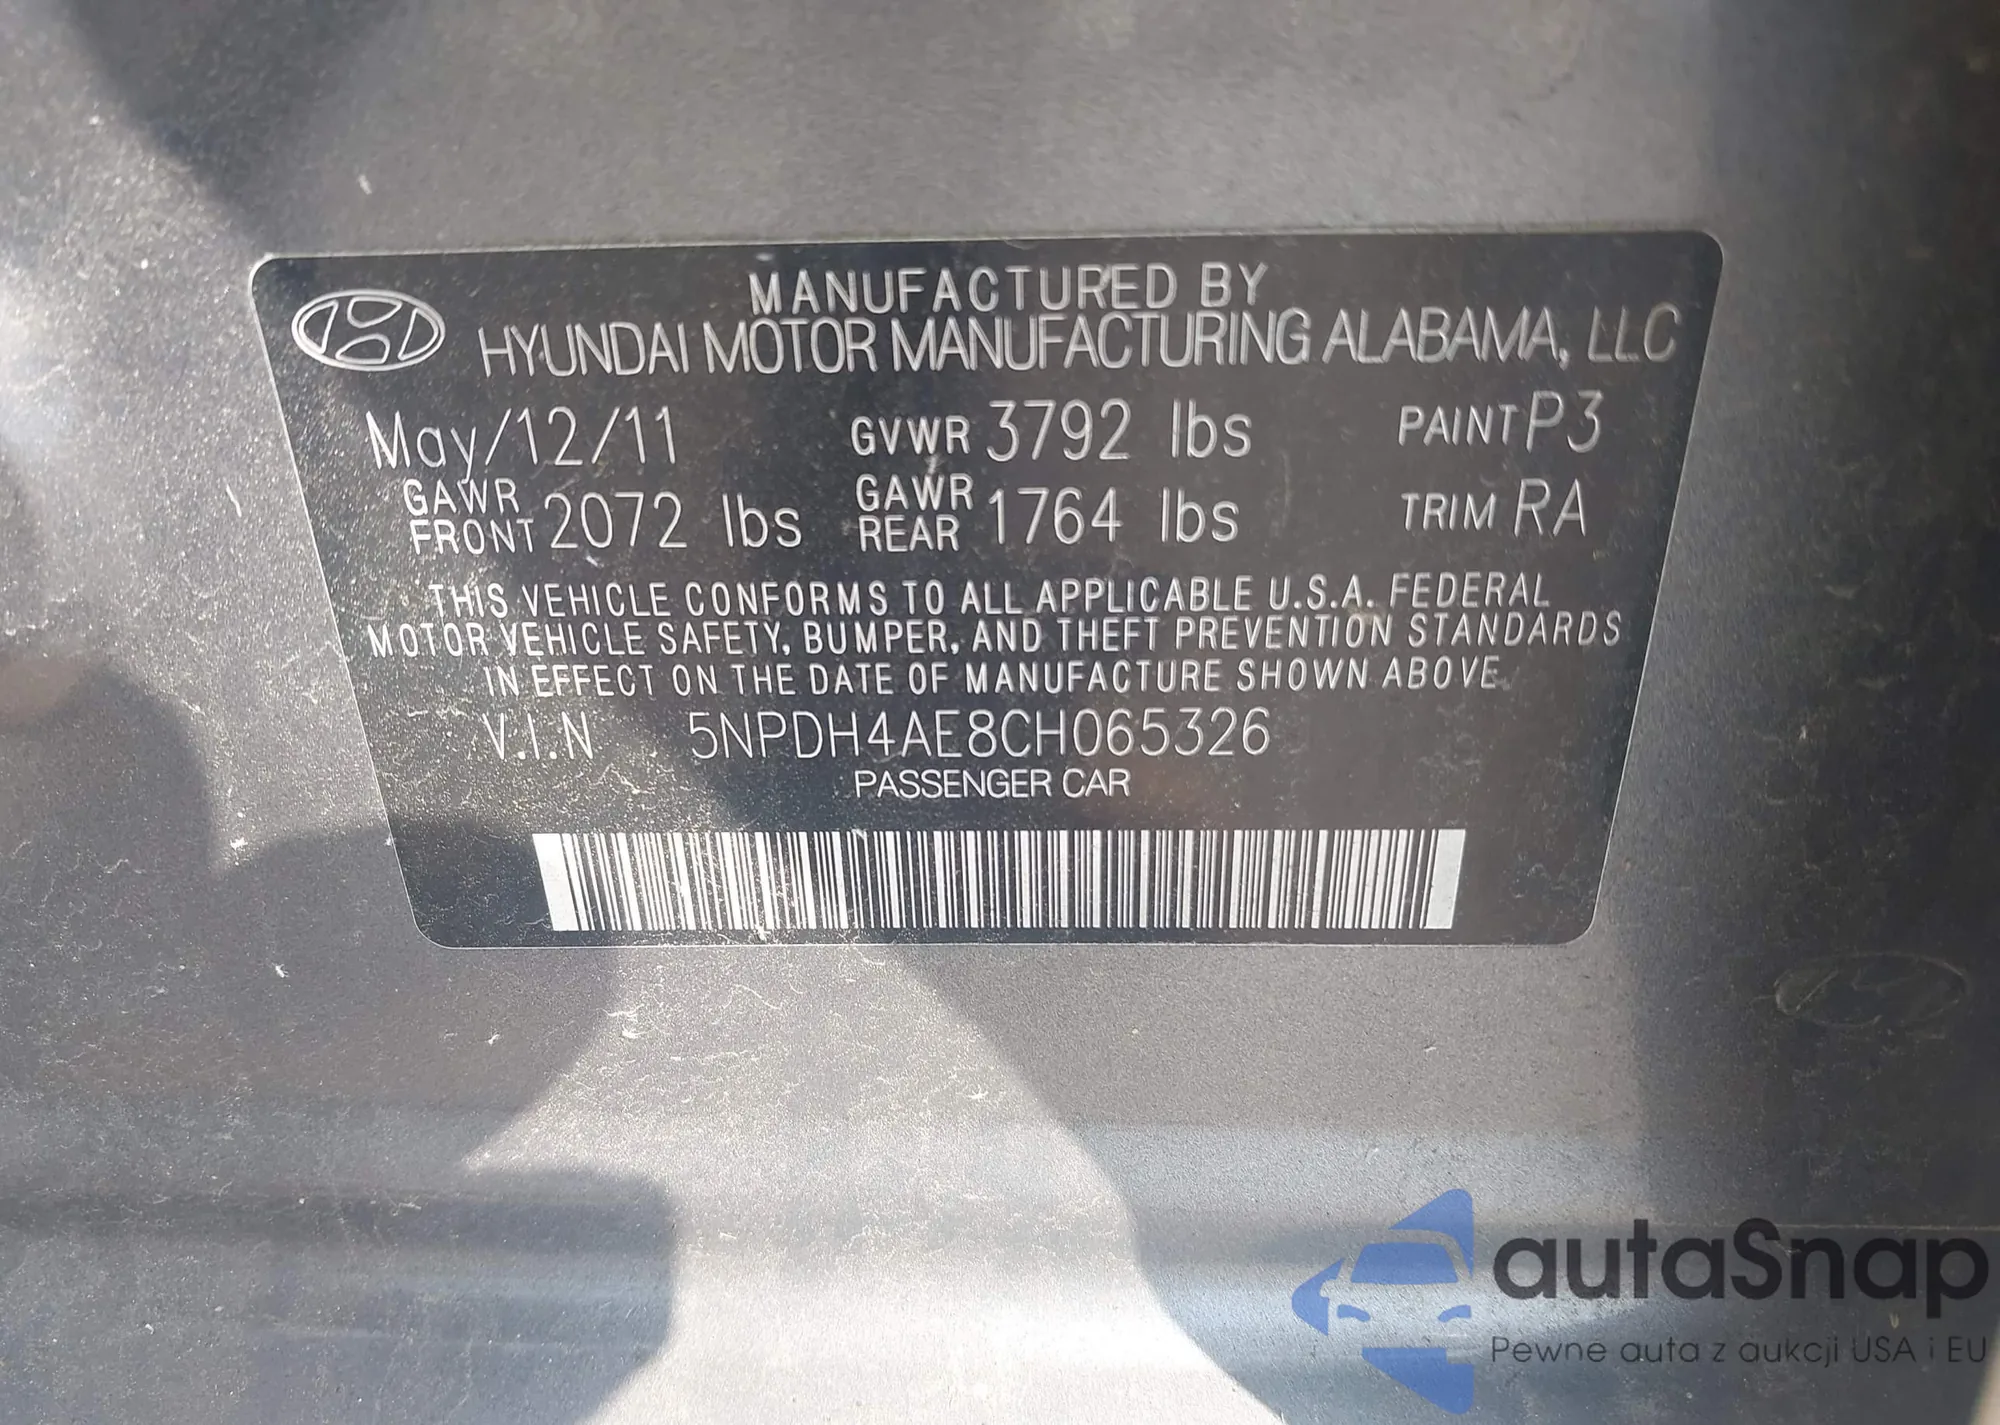 MANUFACTURED BY
HYUNDAI MOTOR MANUFACTURING ALABAMA, LLC
May/12/11 GVWR 3792 lbs PAINT P3
GAWR FRONT 2072 lbs GAWR REAR 1764 lbs TRIM RA
THIS VEHICLE CONFORMS TO ALL APPLICABLE U.S.A. FEDERAL
MOTOR VEHICLE SAFETY, BUMPER, AND THEFT PREVENTION STANDARDS
IN EFFECT ON THE DATE OF MANUFACTURE SHOWN ABOVE.
V.I.N 5NPDH4AE8CH065326
PASSENGER CAR
autaSnap
Pewne auta z aukcji USA i EU